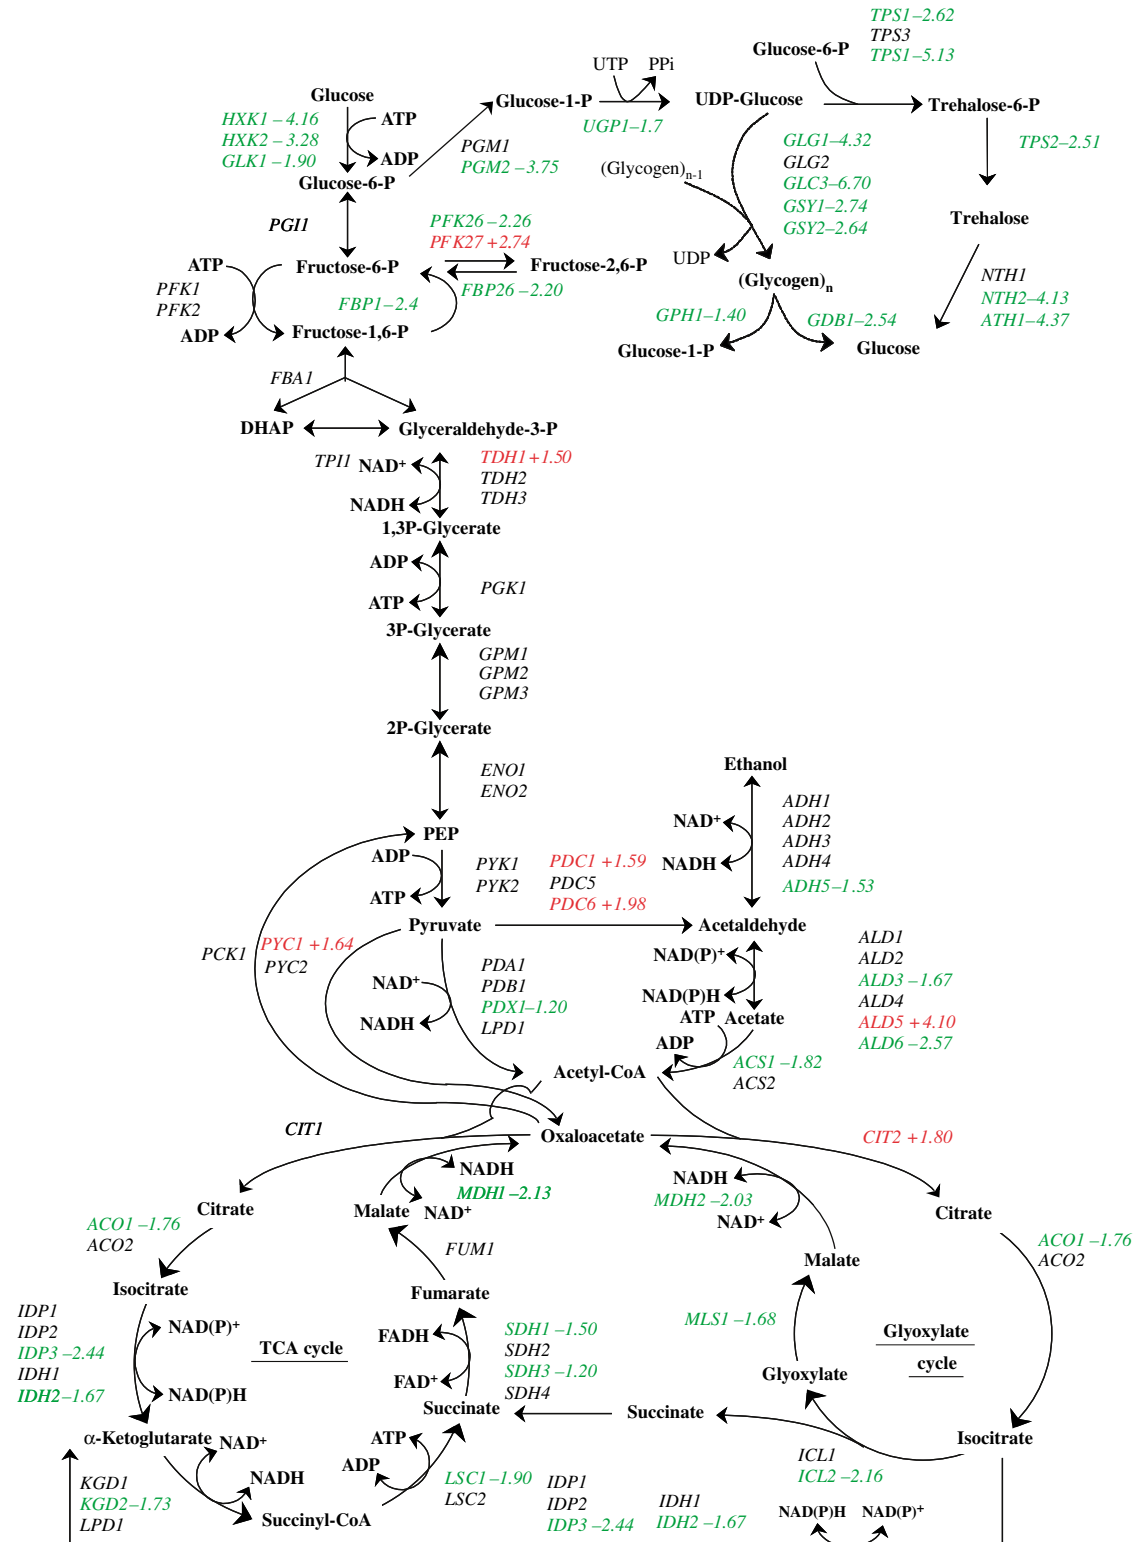 TPS1–2.62
TPS3
TPS1–5.13
Glucose-6-P
UTP
PPi
Glucose
Glucose-1-P
UDP-Glucose
Trehalose-6-P
HXK1 – 4.16
HXK2 – 3.28
GLK1 – 1.90
ATP
ADP
UGP1–1.7
PGM1
PGM2 – 3.75
GLG1–4.32
GLG2
GLC3–6.70
GSY1–2.74
GSY2–2.64
TPS2–2.51
(Glycogen)n-1
Glucose-6-P
Trehalose
PGI1
PFK26 – 2.26
PFK27 + 2.74
UDP
ATP
Fructose-6-P
Fructose-2,6-P
(Glycogen)n
NTH1
NTH2–4.13
ATH1–4.37
PFK1
PFK2
FBP1–2.4
FBP26 – 2.20
GPH1–1.40
GDB1–2.54
ADP
Fructose-1,6-P
Glucose-1-P
Glucose
FBA1
DHAP
Glyceraldehyde-3-P
TPI1
NAD+
TDH1 + 1.50
TDH2
TDH3
NADH
1,3P-Glycerate
ADP
PGK1
ATP
3P-Glycerate
GPM1
GPM2
GPM3
2P-Glycerate
ENO1
ENO2
Ethanol
ADH1
ADH2
ADH3
ADH4
ADH5–1.53
NAD+
NADH
PEP
ADP
ATP
PYK1
PYK2
PDC1 +1.59
PDC5
PDC6 +1.98
Pyruvate
Acetaldehyde
PCK1
PYC1 +1.64
PYC2
NAD+
NADH
PDA1
PDB1
PDX1–1.20
LPD1
NAD(P)+
NAD(P)H
ALD1
ALD2
ALD3 –1.67
ALD4
ALD5 + 4.10
ALD6 –2.57
ATP
Acetate
ADP
ACS1 –1.82
ACS2
Acetyl-CoA
CIT1
Oxaloacetate
CIT2 +1.80
NADH
MDH1 –2.13
NAD+
NADH
MDH2 –2.03
NAD+
Citrate
Malate
Citrate
ACO1 –1.76
ACO2
FUM1
Malate
ACO1 –1.76
ACO2
Isocitrate
Fumarate
IDP1
IDP2
IDP3 –2.44
IDH1
IDH2–1.67
NAD(P)+
NAD(P)H
TCA cycle
FADH
FAD+
SDH1 –1.50
SDH2
SDH3 –1.20
SDH4
MLS1 –1.68
Glyoxylate
cycle
Glyoxylate
Succinate
Succinate
Isocitrate
α-Ketoglutarate
NAD+
NADH
ATP
ADP
KGD1
KGD2–1.73
LPD1
Succinyl-CoA
LSC1 –1.90
LSC2
IDP1
IDP2
IDP3 –2.44
IDH1
IDH2 –1.67
ICL1
ICL2 –2.16
NAD(P)H
NAD(P)+